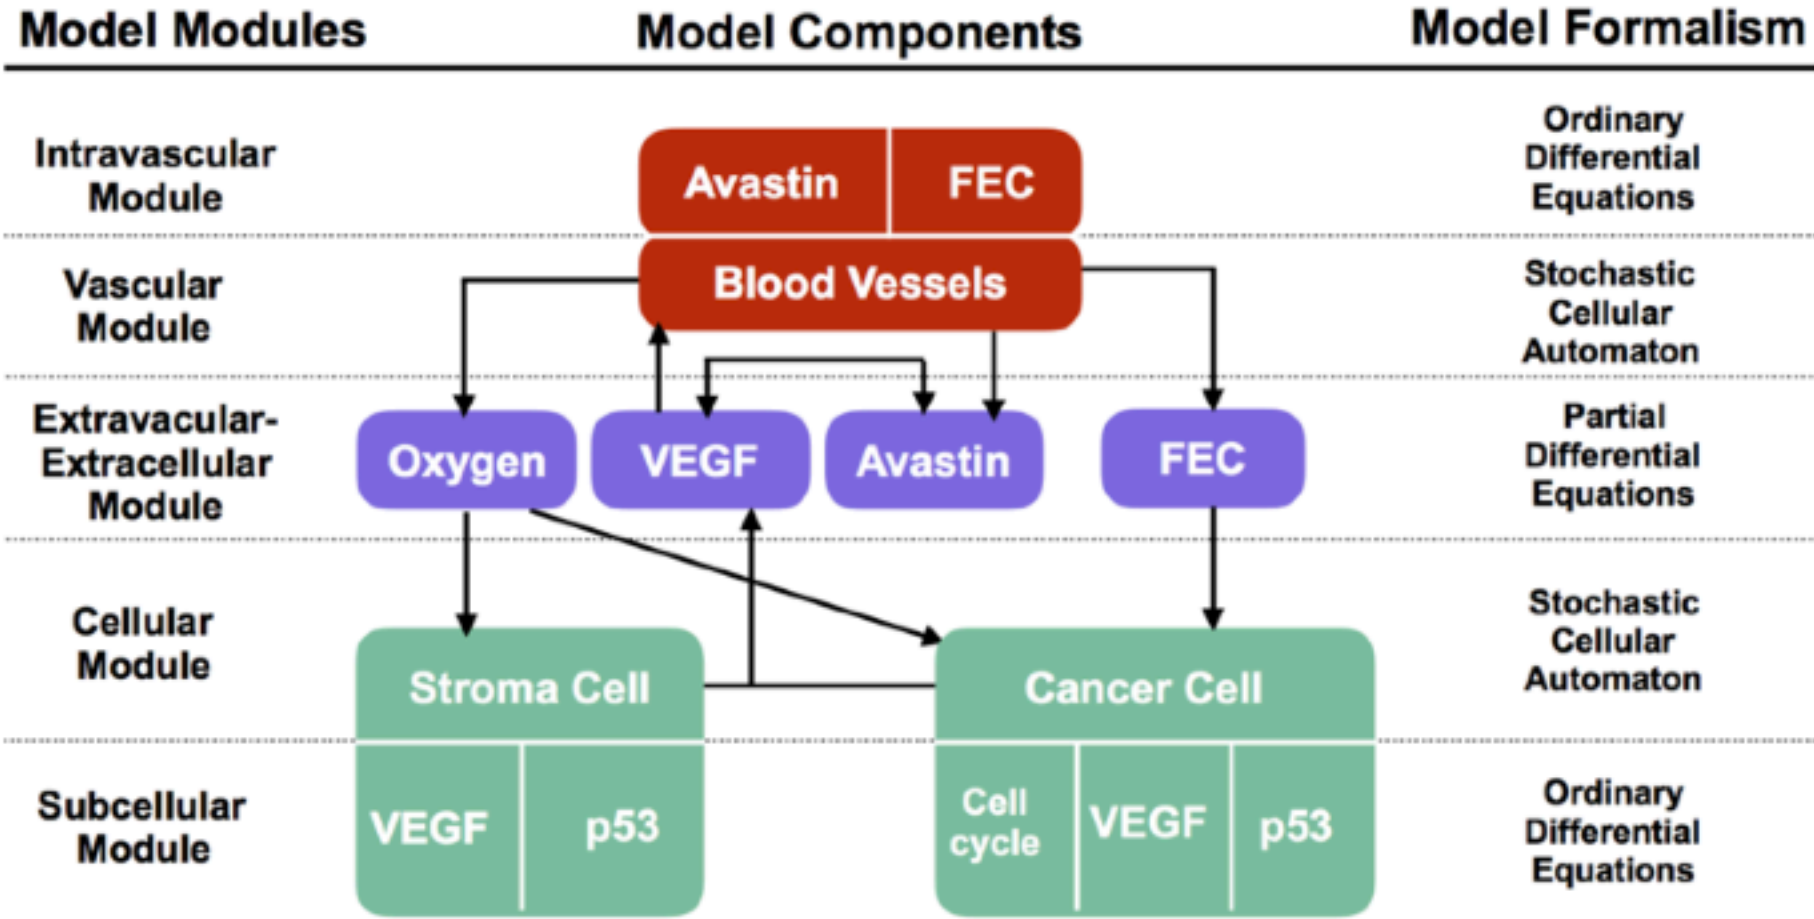 Model Modules
Model Components
Model Formalism
Intravascular
Module
Avastin
FEC
Ordinary
Differential
Equations
Vascular
Module
Blood Vessels
Stochastic
Cellular
Automaton
Extravacular-
Extracellular
Module
Oxygen
VEGF
Avastin
FEC
Partial
Differential
Equations
Cellular
Module
Stroma Cell
Cancer Cell
Stochastic
Cellular
Automaton
Subcellular
Module
VEGF
p53
Cell
cycle
VEGF
p53
Ordinary
Differential
Equations